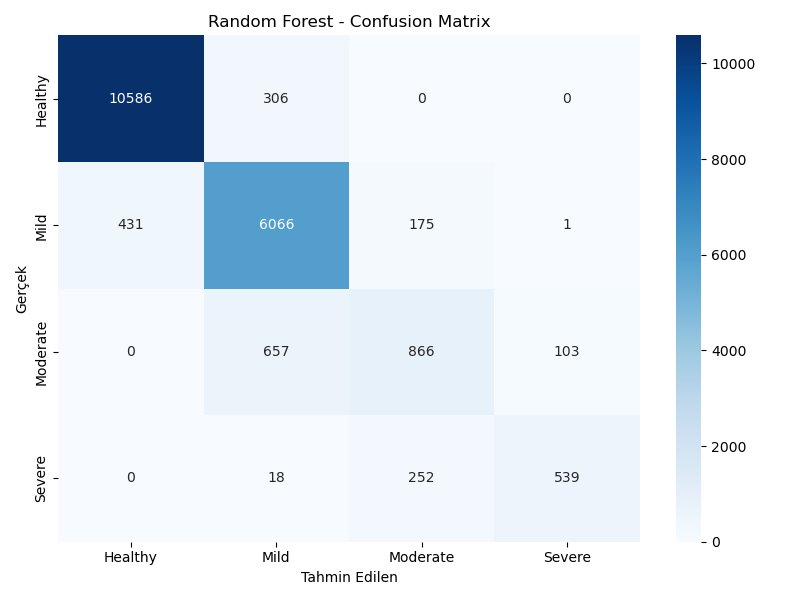 Random Forest - Confusion Matrix
Gerçek
Healthy 10586 306 0 0
Mild 431 6066 175 1
Moderate 0 657 866 103
Severe 0 18 252 539
Healthy Mild Moderate Severe
Tahmin Edilen
10000
8000
6000
4000
2000
0